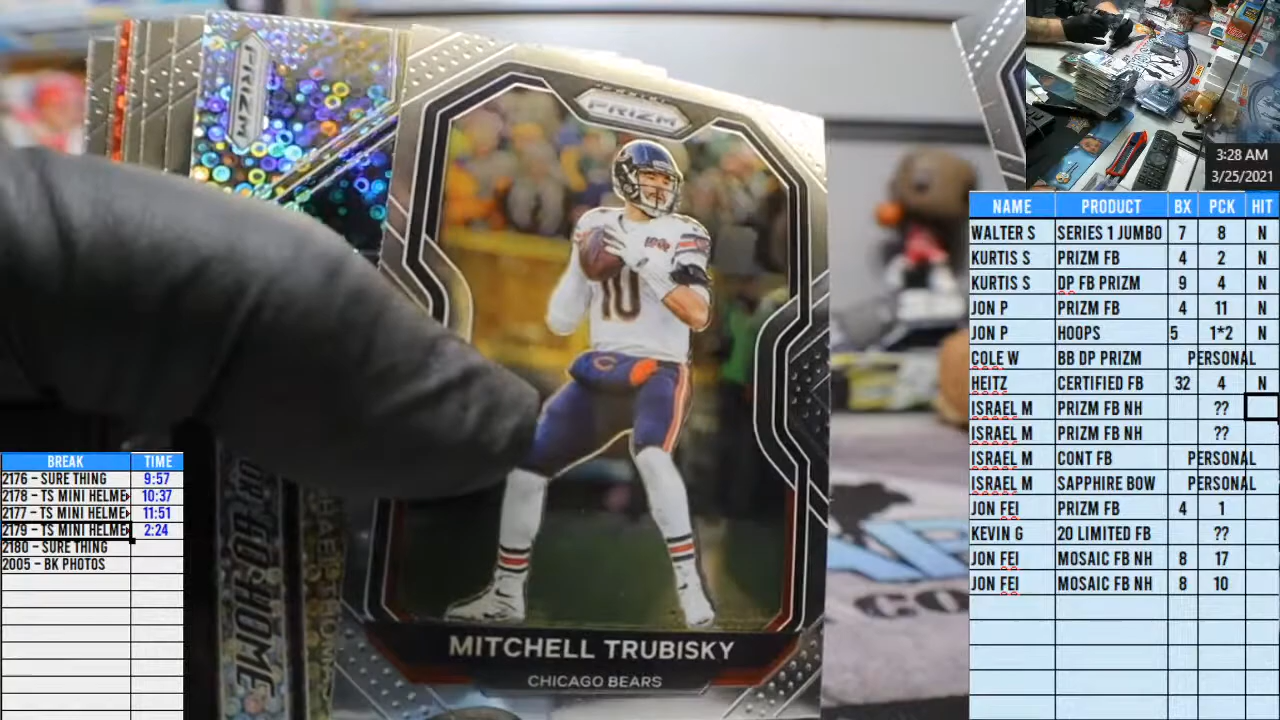 PRIZM
PRIZM
10
MITCHELL TRUBISKY
CHICAGO BEARS
3:28 AM
3/25/2021
NAME PRODUCT BX PCK HIT
WALTER S SERIES 1 JUMBO 7 8 N
KURTIS S PRIZM FB 4 2 N
KURTIS S DP FB PRIZM 9 4 N
JON P PRIZM FB 4 11 N
JON P HOOPS 5 1*2 N
COLE W BB DP PRIZM PERSONAL
HEITZ CERTIFIED FB 32 4 N
ISRAEL M PRIZM FB NH ??
ISRAEL M PRIZM FB NH ??
ISRAEL M CONT FB PERSONAL
ISRAEL M SAPPHIRE BOW PERSONAL
JON FEI PRIZM FB 4 1
KEVIN G 20 LIMITED FB ??
JON FEI MOSAIC FB NH 8 17
JON FEI MOSAIC FB NH 8 10
BREAK TIME
2176 - SURE THING 9:57
2178 - TS MINI HELME 10:37
2177 - TS MINI HELME 11:51
2179 - TS MINI HELME 2:24
2180 - SURE THING
2005 - BK PHOTOS